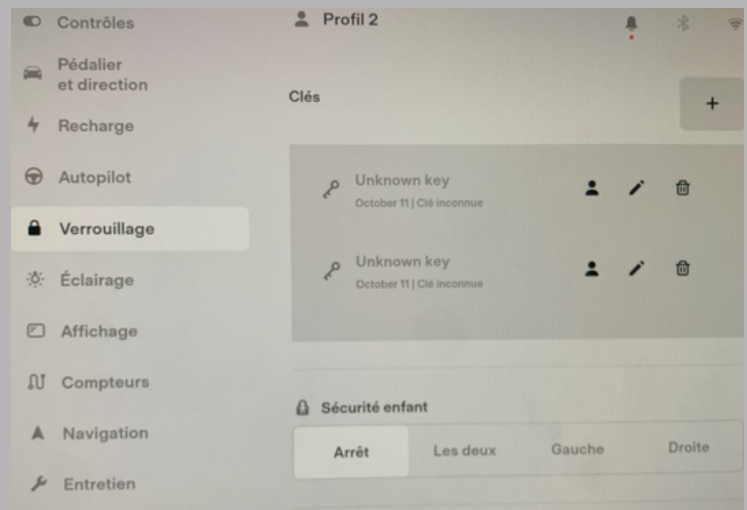 Contrôles
Pédalier
et direction
Recharge
Autopilot
Verrouillage
Éclairage
Affichage
Compteurs
Navigation
Entretien
Profil 2
Clés
+
Unknown key
October 11 | Clé inconnue
Unknown key
October 11 | Clé inconnue
Sécurité enfant
Arrêt
Les deux
Gauche
Droite